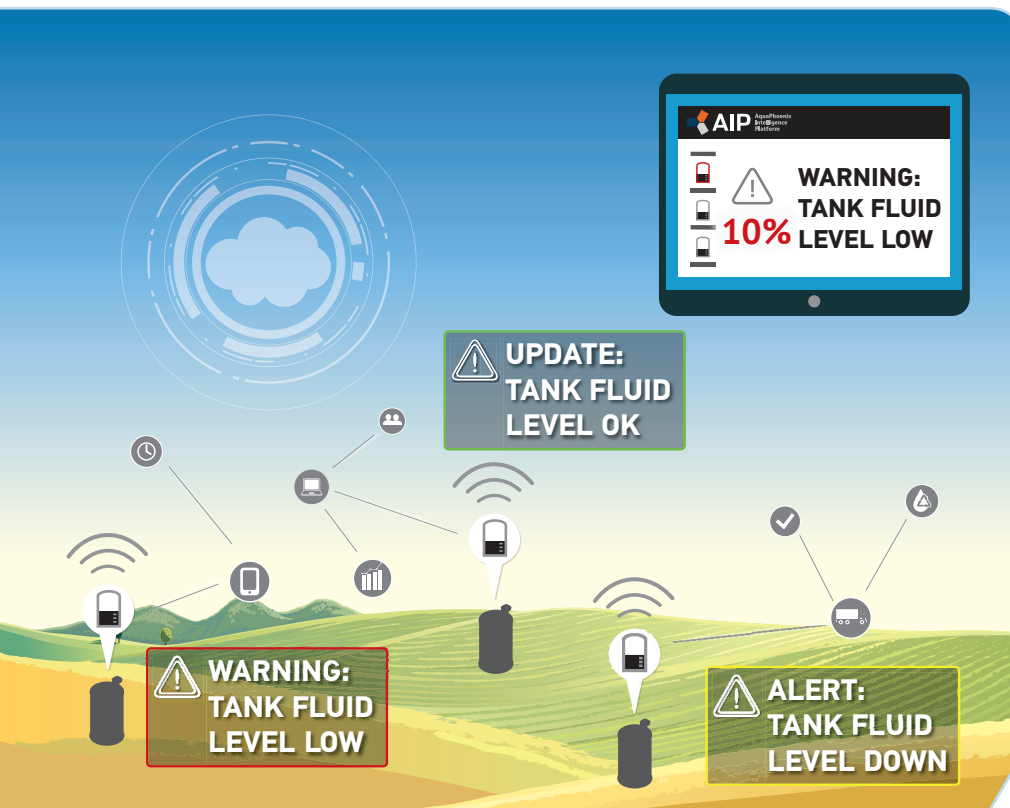 AIP AquaPhoenix
Intelligence
Platform
WARNING:
TANK FLUID
10% LEVEL LOW
UPDATE:
TANK FLUID
LEVEL OK
WARNING:
TANK FLUID
LEVEL LOW
ALERT:
TANK FLUID
LEVEL DOWN